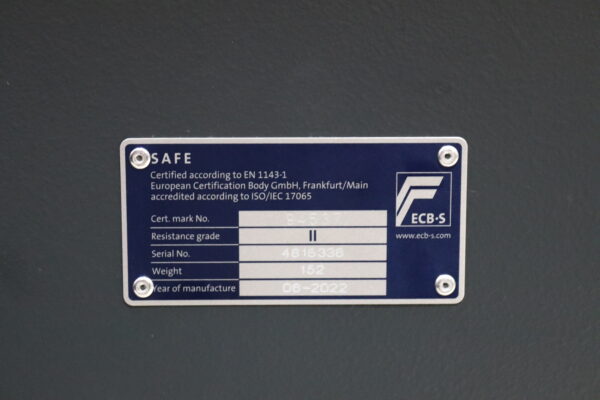 SAFE
Certified according to EN 1143-1
European Certification Body GmbH, Frankfurt/Main
accredited according to ISO/IEC 17065
ECB·S
www.ecb-s.com
Cert. mark No.
Resistance grade II
Serial No. 4815336
Weight 152
Year of manufacture 06-2022